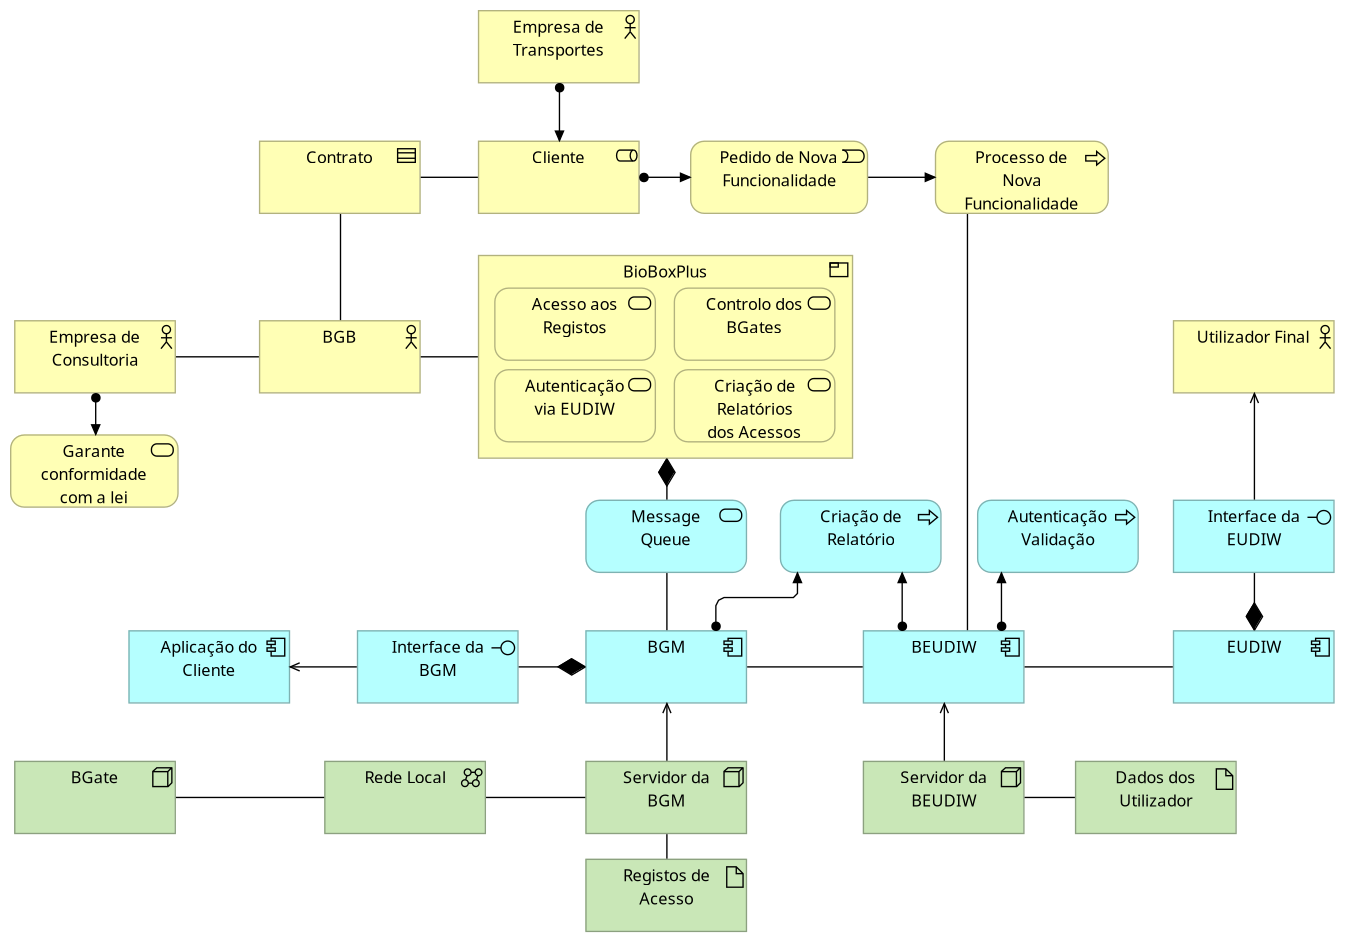 Empresa de
Transportes
Contrato
Cliente
Pedido de Nova
Funcionalidade
Processo de
Nova
Funcionalidade
BioBoxPlus
Acesso aos
Registos
Controlo dos
BGates
Autenticação
via EUDIW
Criação de
Relatórios
dos Acessos
Empresa de
Consultoria
BGB
Utilizador Final
Garante
conformidade
com a lei
Message
Queue
Criação de
Relatório
Autenticação
Validação
Interface da
EUDIW
Aplicação do
Cliente
Interface da
BGM
BGM
BEUDIW
EUDIW
BGate
Rede Local
Servidor da
BGM
Servidor da
BEUDIW
Dados dos
Utilizador
Registos de
Acesso